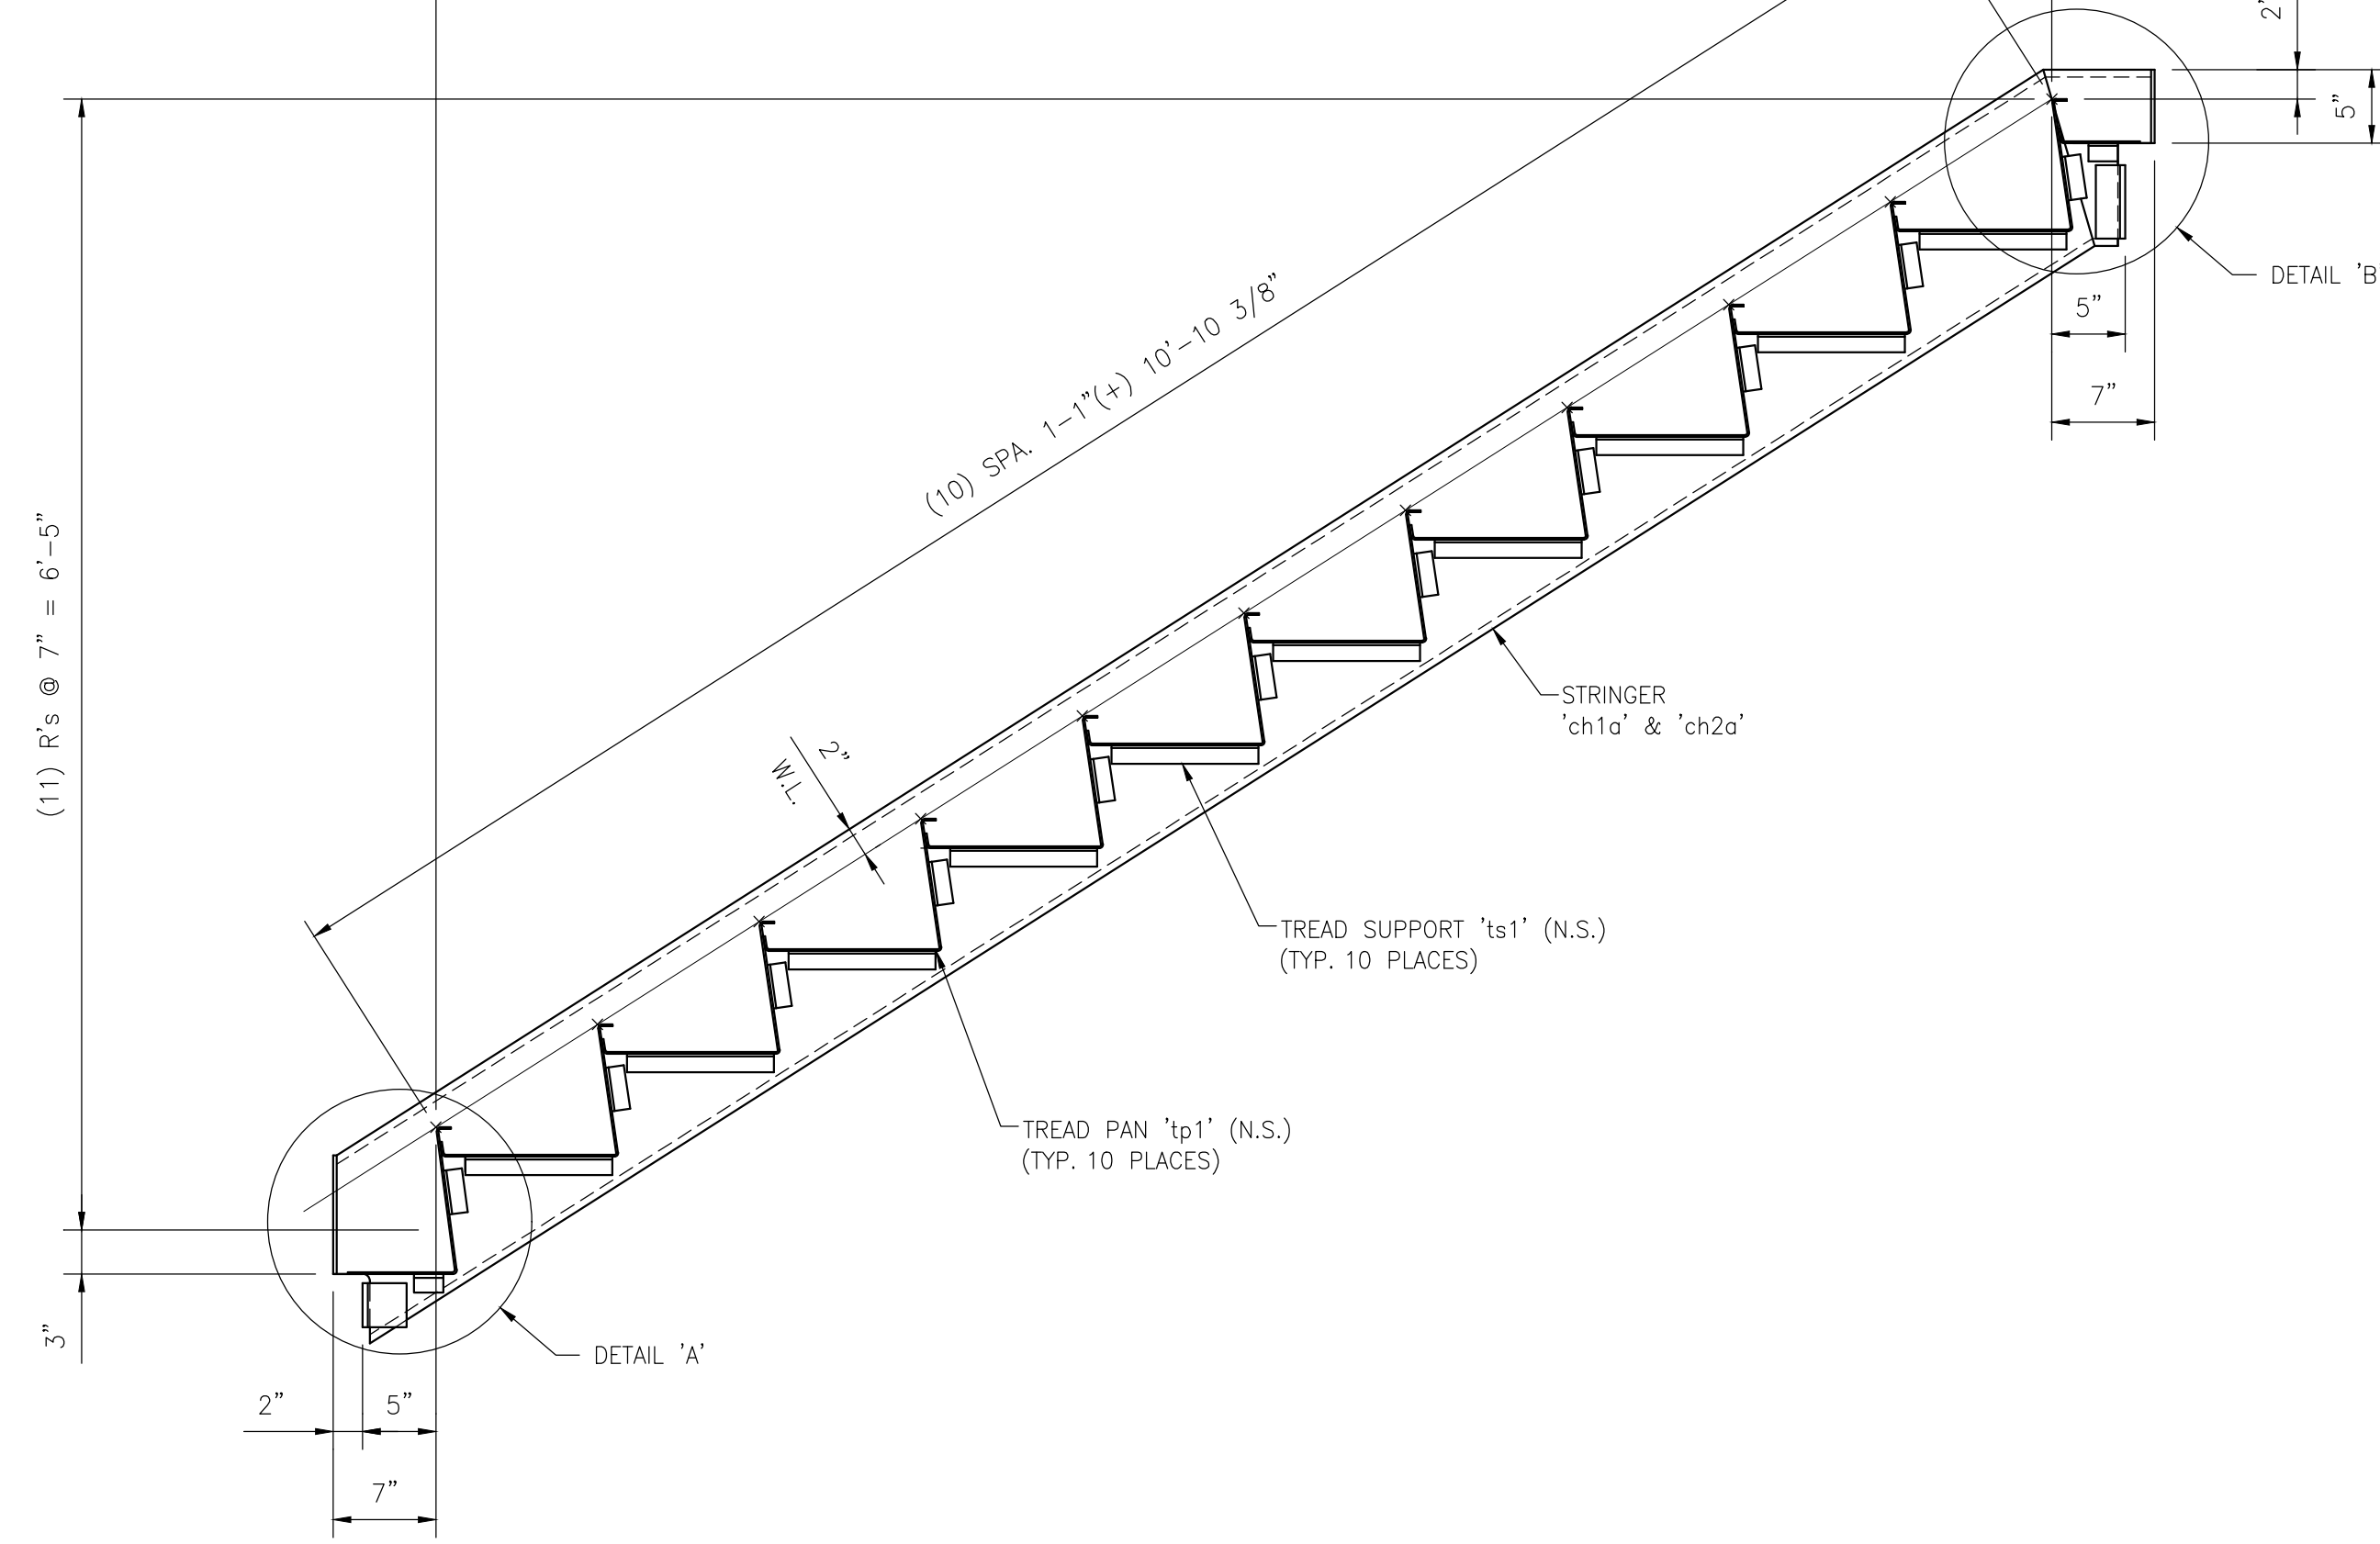 2"
5"
(10) SPA. 1-1"(+) 10'-10 3/8"
DETAIL 'B
5"
7"
(11) R's @ 7" = 6'-5"
STRINGER
'ch1a' & 'ch2a'
2"
W.L.
TREAD SUPPORT 'ts1' (N.S.)
(TYP. 10 PLACES)
TREAD PAN 'tp1' (N.S.)
(TYP. 10 PLACES)
3"
DETAIL 'A'
2"
5"
7"